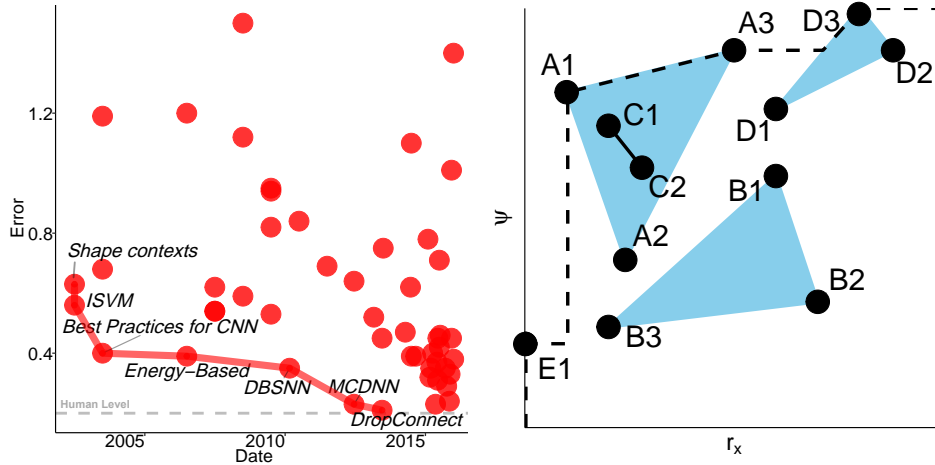 1.2
0.8
0.4
Error
Shape contexts
ISVM
Best Practices for CNN
Energy−Based
DBSNN
MCDNN
DropConnect
Human Level
2005
2010
2015
Date
D3
A3
A1
D2
C1
D1
C2
B1
ψ
A2
B2
B3
E1
r_x